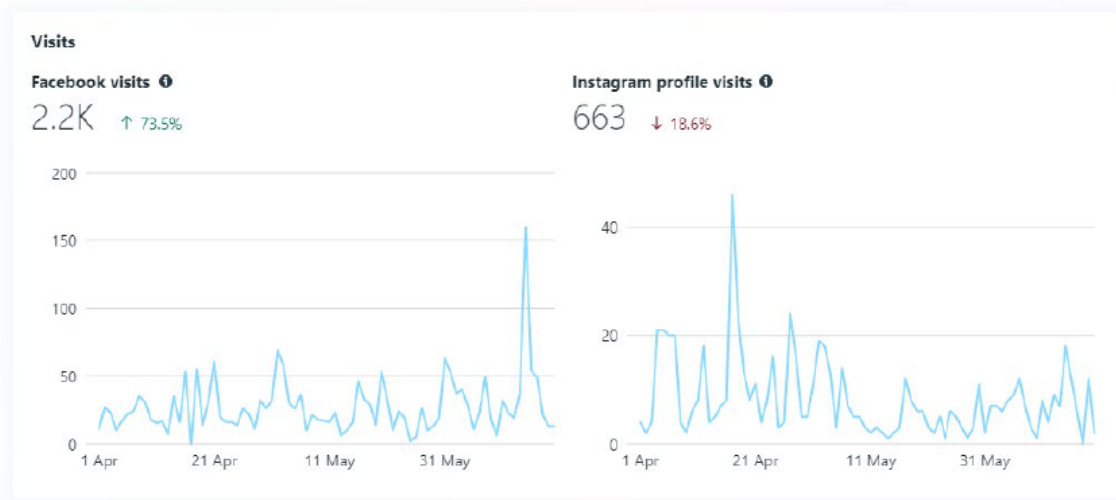 Visits
Facebook visits
2.2K ↑ 73.5%
200
150
100
50
0
1 Apr 21 Apr 11 May 31 May
Instagram profile visits
663 ↓ 18.6%
40
20
0
1 Apr 21 Apr 11 May 31 May